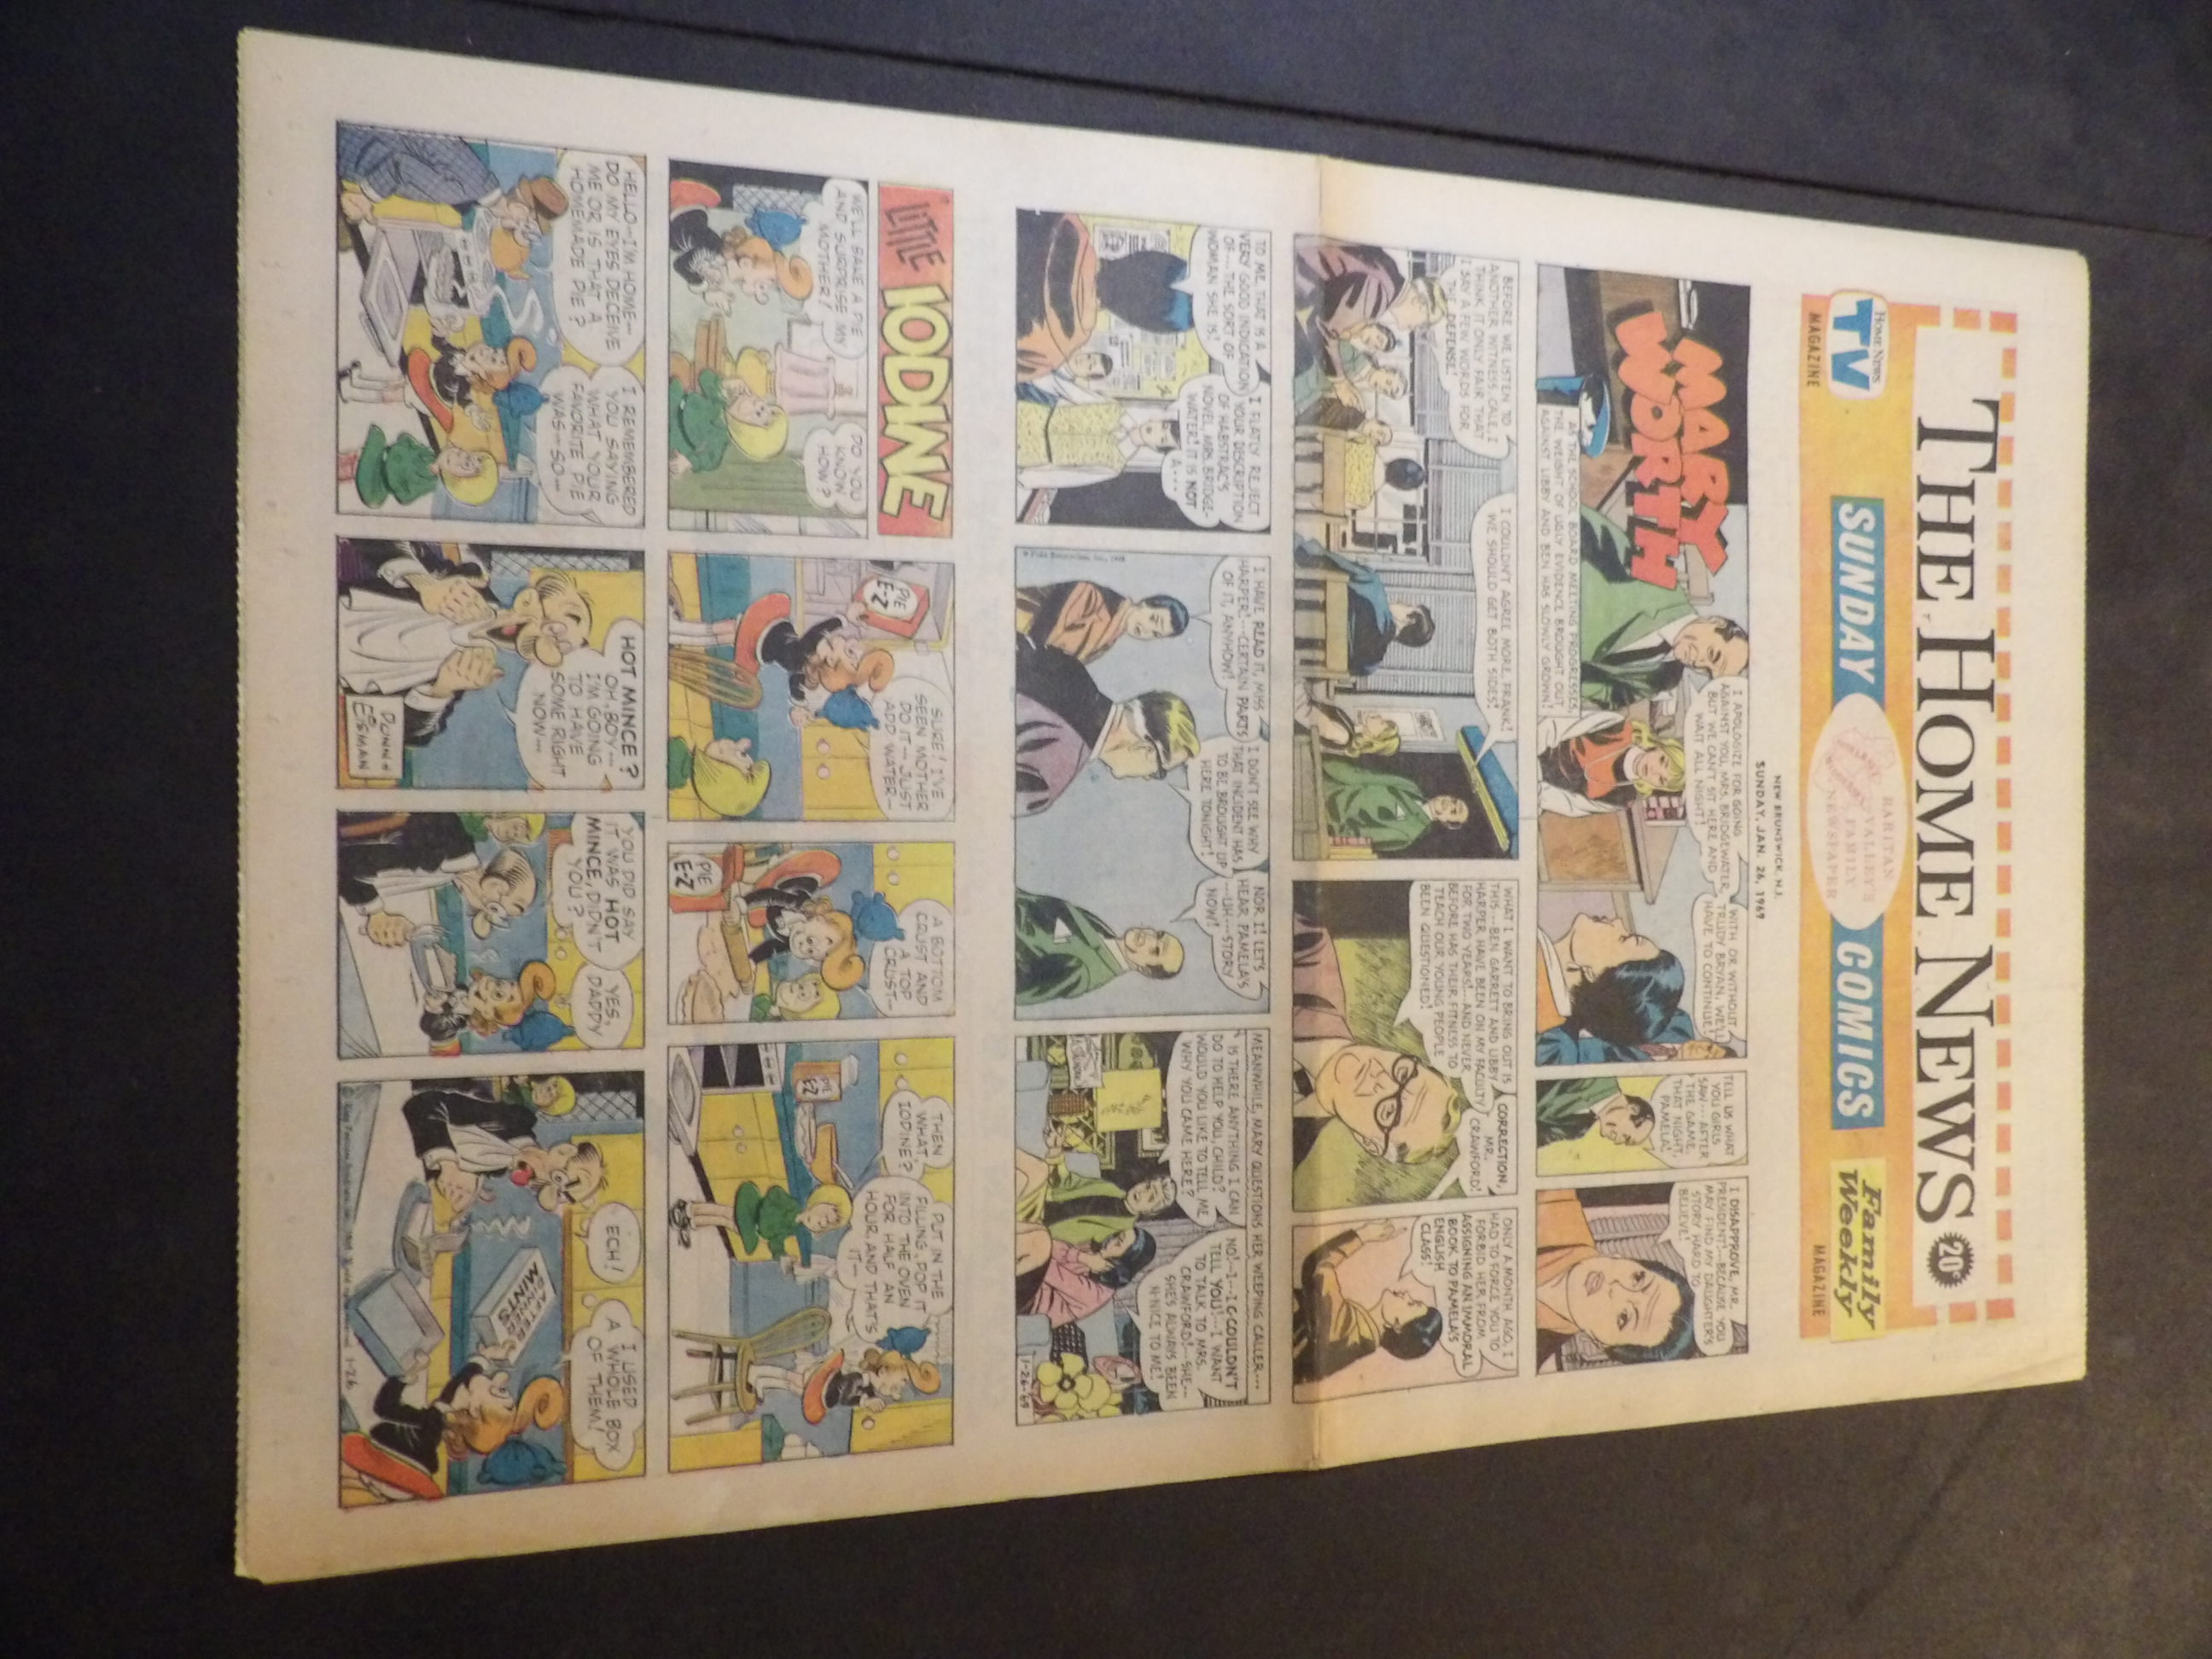 THE HOME NEWS
20¢
HOME NEWS
TV
MAGAZINE
SUNDAY
RARITAN
VALLEY'S
FAMILY
NEWSPAPER
COMICS
Family
Weekly
MAGAZINE
NEW BRUNSWICK, N.J.
SUNDAY, JAN. 26, 1969
MARY
WORTH
AS THE SCHOOL BOARD MEETING PROGRESSES,
THE WEIGHT OF UGLY EVIDENCE BROUGHT OUT
AGAINST LIBBY AND BEN HAS SLOWLY GROWN!
I APOLOGIZE FOR GOING
AGAINST YOU, MRS. BRIDGEWATER,
BUT WE CAN'T SIT HERE AND
WAIT ALL NIGHT!
WITH OR WITHOUT
TRUDY BRYAN, WE'LL
HAVE TO CONTINUE!
TELL US WHAT
YOU GIRLS
SAW---AFTER
THE GAME,
THAT NIGHT,
PAMELA!
I DISAPPROVE, MR.
PRESIDENT!---BECAUSE YOU
MAY FIND MY DAUGHTER'S
STORY HARD TO
BELIEVE!
BEFORE WE LISTEN TO
ANOTHER WITNESS, CALE, I
THINK IT ONLY FAIR THAT
I SAY A FEW WORDS FOR
THE DEFENSE!
I COULDN'T AGREE MORE, FRANK!
WE SHOULD GET BOTH SIDES!
WHAT I WANT TO BRING OUT IS
THIS---BEN GARRETT AND LIBBY
HARPER HAVE BEEN ON MY FACULTY
FOR TWO YEARS!---AND NEVER
BEFORE HAS THEIR FITNESS TO
TEACH OUR YOUNG PEOPLE
BEEN QUESTIONED!
CORRECTION,
MR.
CRAWFORD!
ONLY A MONTH AGO, I
HAD TO FORCE YOU TO
FORBID HER FROM
ASSIGNING AN IMMORAL
BOOK TO PAMELA'S
ENGLISH
CLASS!
TO ME, THAT IS A
VERY GOOD INDICATION
OF---THE SORT OF
WOMAN SHE IS!
I FLATLY REJECT
YOUR DESCRIPTION
OF HABSTRAC'S
NOVEL, MRS. BRIDGE-
WATER! IT IS NOT
A---
I HAVE READ IT, MISS
HARPER!---CERTAIN PARTS
OF IT, ANYHOW!
I DON'T SEE WHY
THAT INCIDENT HAS
TO BE BROUGHT UP
HERE TONIGHT!
NOR I! LET'S
HEAR PAMELA'S
---UH---STORY
NOW!
MEANWHILE, MARY QUESTIONS HER WEEPING CALLER---
IS THERE ANYTHING I CAN
DO TO HELP YOU, CHILD?
WOULD YOU LIKE TO TELL ME
WHY YOU CAME HERE?
NO!--I--I C-COULDN'T
TELL YOU!--I WANT
TO TALK TO MRS.
CRAWFORD!---SHE---
SHE'S ALWAYS BEEN
N-NICE TO ME!
1-26-69
LITTLE IODINE
WE'LL BAKE A PIE
AND SURPRISE MY
MOTHER!
DO YOU
KNOW
HOW?
PIE
E-Z
SURE! I'VE
SEEN MOTHER
DO IT--JUST
ADD WATER--
PIE
E-Z
A BOTTOM
CRUST AND
A TOP
CRUST--
PIE
EZ
THEN
WHAT,
IODINE?
PUT IN THE
FILLING, POP IT
INTO THE OVEN
FOR HALF AN
HOUR AND THAT'S
IT--
HELLO--I'M HOME---
DO MY EYES DECEIVE
ME OR IS THAT A
HOMEMADE PIE?
I REMEMBERED
YOU SAYING
WHAT YOUR
FAVORITE PIE
WAS--SO--
HOT MINCE?
OH, BOY---
I'M GOING
TO HAVE
SOME RIGHT
NOW---
DUNN &
EISMAN
YOU DID SAY
IT WAS HOT
MINCE, DIDN'T
YOU?
YES,
DADDY
ECH!
I USED
A WHOLE BOX
OF THEM!
AFTER
DINNER
MINTS
1-26